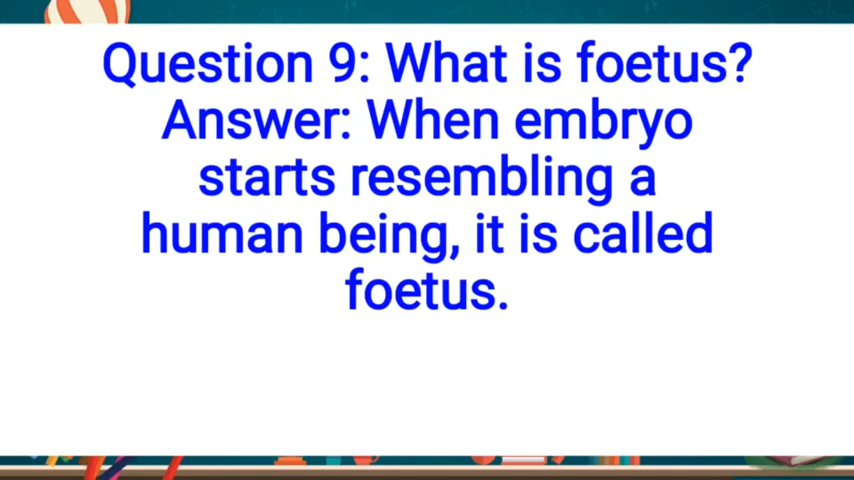 Question 9: What is foetus?
Answer: When embryo
starts resembling a
human being, it is called
foetus.